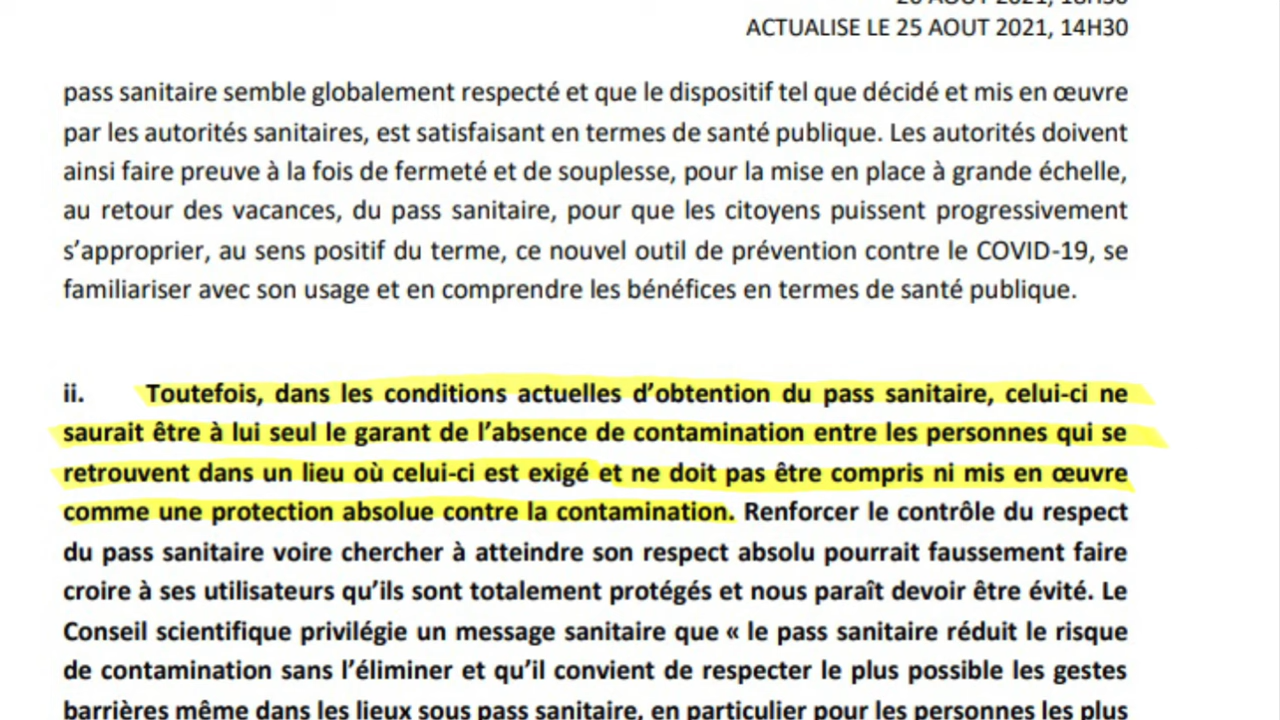 20 AOUT 2021, 18H30
ACTUALISE LE 25 AOUT 2021, 14H30
pass sanitaire semble globalement respecté et que le dispositif tel que décidé et mis en œuvre
par les autorités sanitaires, est satisfaisant en termes de santé publique. Les autorités doivent
ainsi faire preuve à la fois de fermeté et de souplesse, pour la mise en place à grande échelle,
au retour des vacances, du pass sanitaire, pour que les citoyens puissent progressivement
s’approprier, au sens positif du terme, ce nouvel outil de prévention contre le COVID-19, se
familiariser avec son usage et en comprendre les bénéfices en termes de santé publique.
ii. Toutefois, dans les conditions actuelles d’obtention du pass sanitaire, celui-ci ne
saurait être à lui seul le garant de l’absence de contamination entre les personnes qui se
retrouvent dans un lieu où celui-ci est exigé et ne doit pas être compris ni mis en œuvre
comme une protection absolue contre la contamination. Renforcer le contrôle du respect
du pass sanitaire voire chercher à atteindre son respect absolu pourrait faussement faire
croire à ses utilisateurs qu’ils sont totalement protégés et nous paraît devoir être évité. Le
Conseil scientifique privilégie un message sanitaire que « le pass sanitaire réduit le risque
de contamination sans l’éliminer et qu’il convient de respecter le plus possible les gestes
barrières même dans les lieux sous pass sanitaire, en particulier pour les personnes les plus